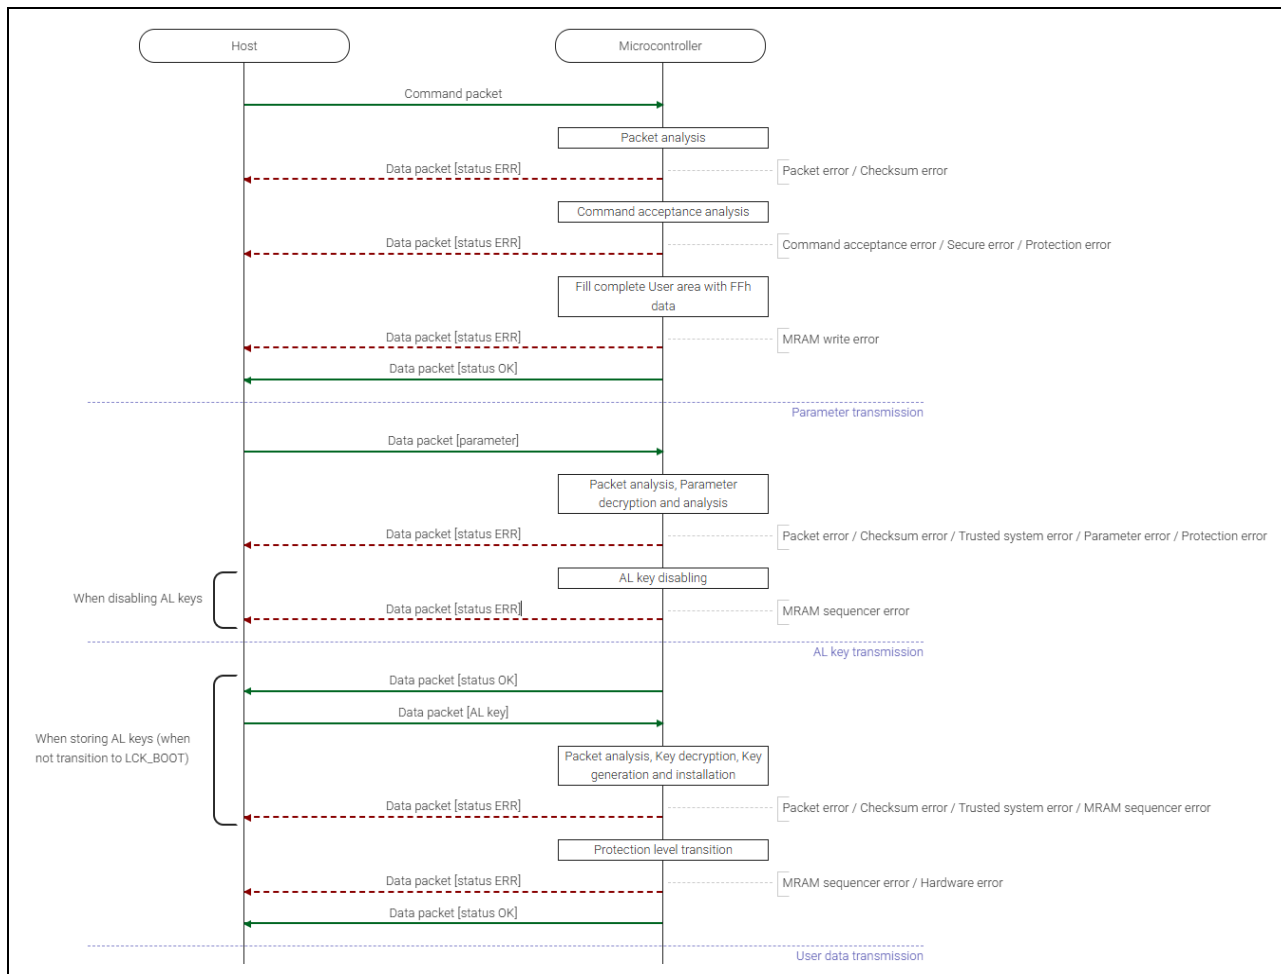 Host
Microcontroller
Command packet
Packet analysis
Data packet [status ERR]
Packet error / Checksum error
Command acceptance analysis
Data packet [status ERR]
Command acceptance error / Secure error / Protection error
Fill complete User area with FFh
data
Data packet [status ERR]
MRAM write error
Data packet [status OK]
Parameter transmission
Data packet [parameter]
Packet analysis, Parameter
decryption and analysis
Data packet [status ERR]
Packet error / Checksum error / Trusted system error / Parameter error / Protection error
AL key disabling
When disabling AL keys
Data packet [status ERR]
MRAM sequencer error
AL key transmission
Data packet [status OK]
Data packet [AL key]
When storing AL keys (when
not transition to LCK_BOOT)
Packet analysis, Key decryption, Key
generation and installation
Data packet [status ERR]
Packet error / Checksum error / Trusted system error / MRAM sequencer error
Protection level transition
Data packet [status ERR]
MRAM sequencer error / Hardware error
Data packet [status OK]
User data transmission